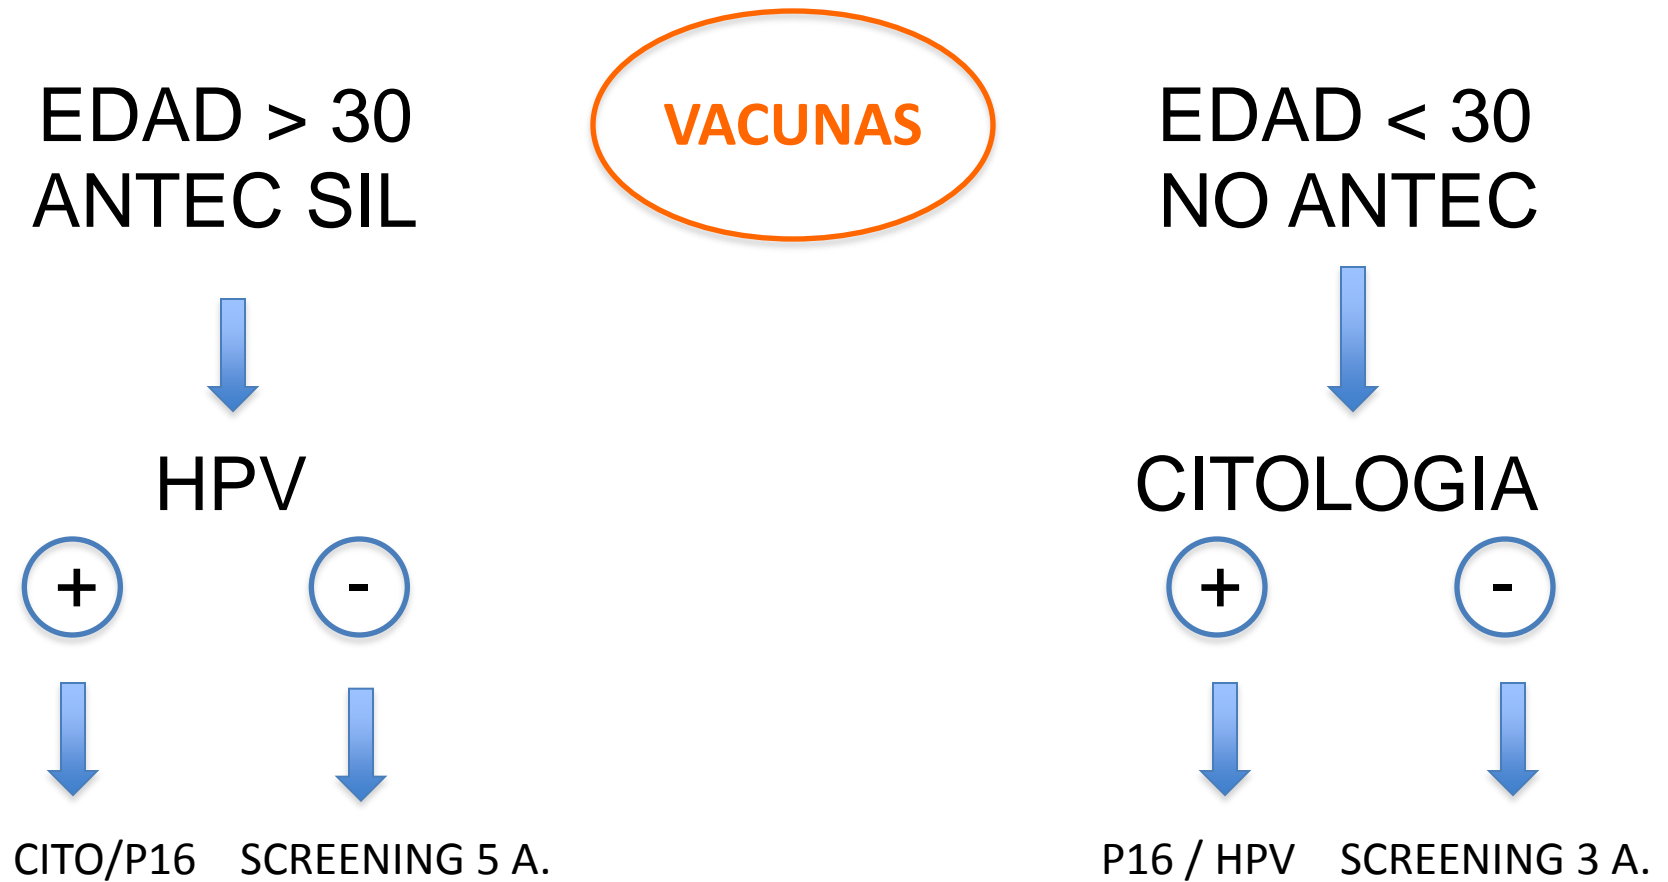 EDAD > 30
ANTEC SIL
VACUNAS
EDAD < 30
NO ANTEC
HPV
CITOLOGIA
+
-
+
-
CITO/P16
SCREENING 5 A.
P16 / HPV
SCREENING 3 A.